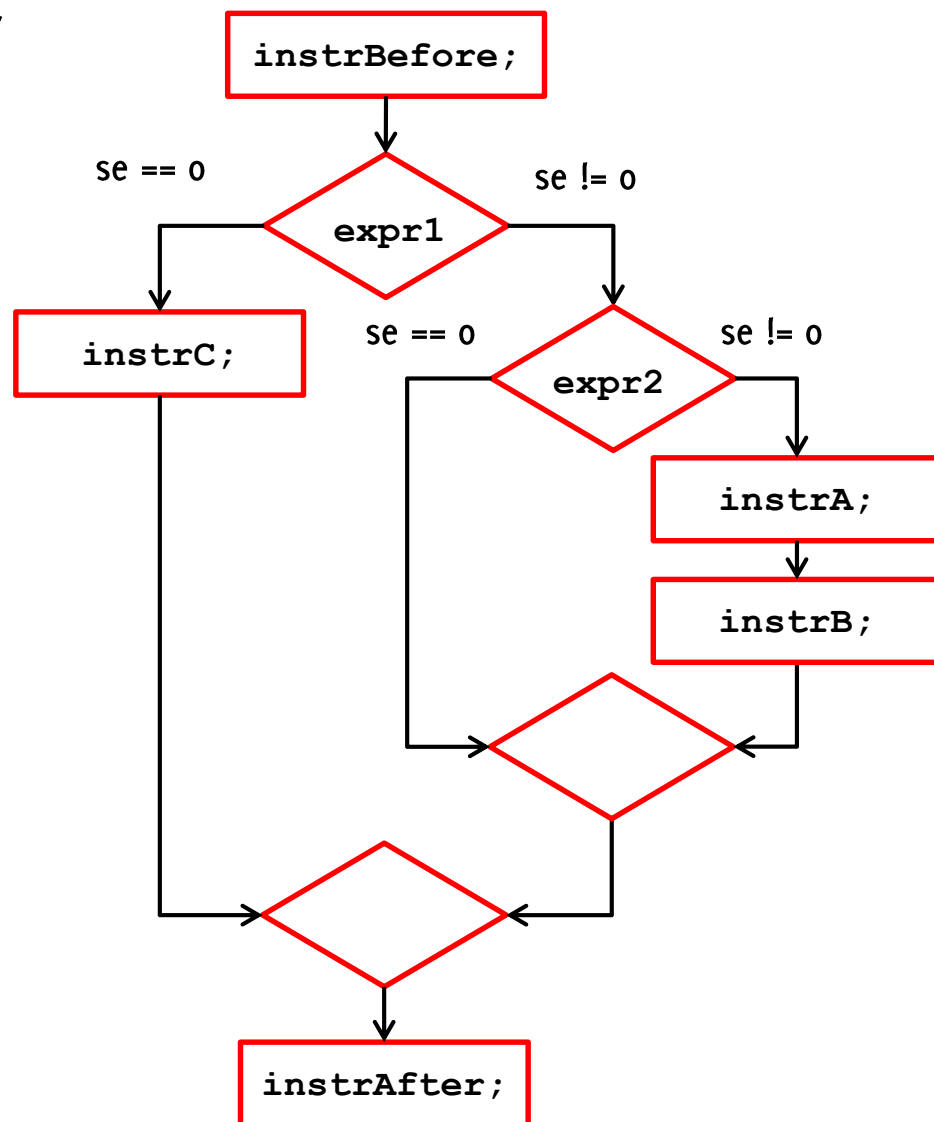 instrBefore;
se == 0
se != 0
expr1
instrC;
se == 0
se != 0
expr2
instrA;
instrB;
instrAfter;